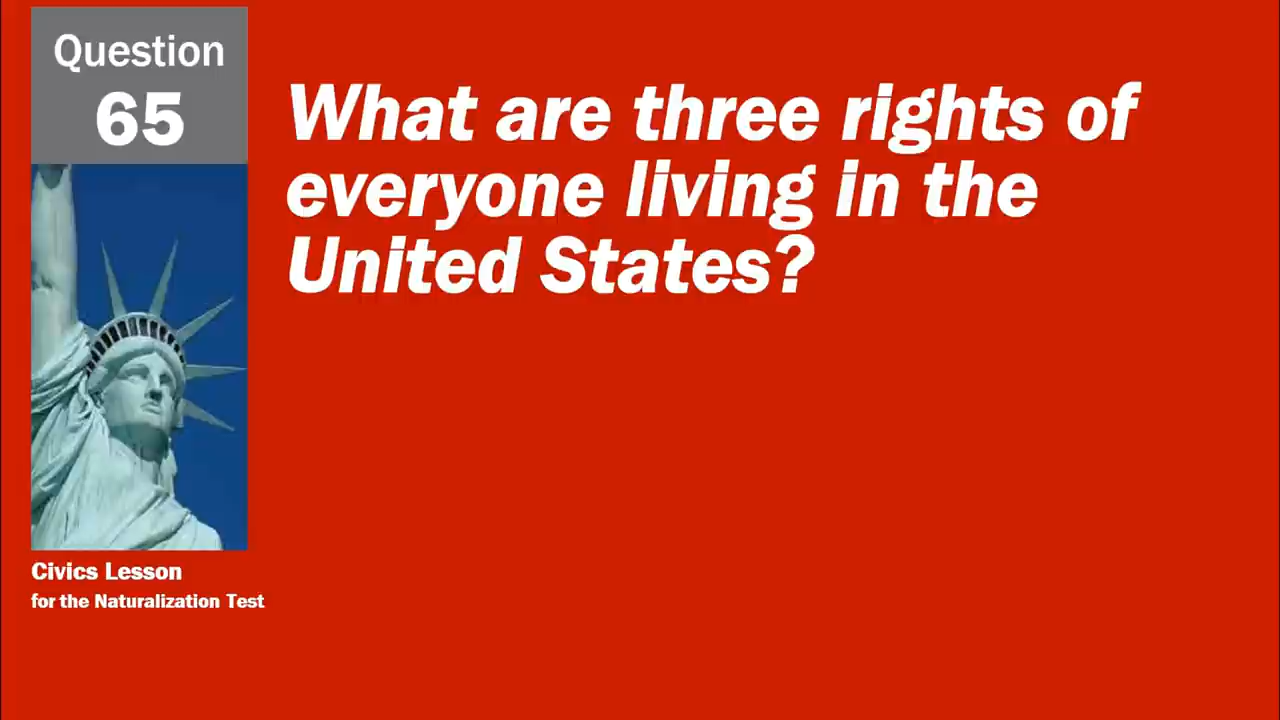 Question
65
What are three rights of
everyone living in the
United States?
Civics Lesson
for the Naturalization Test